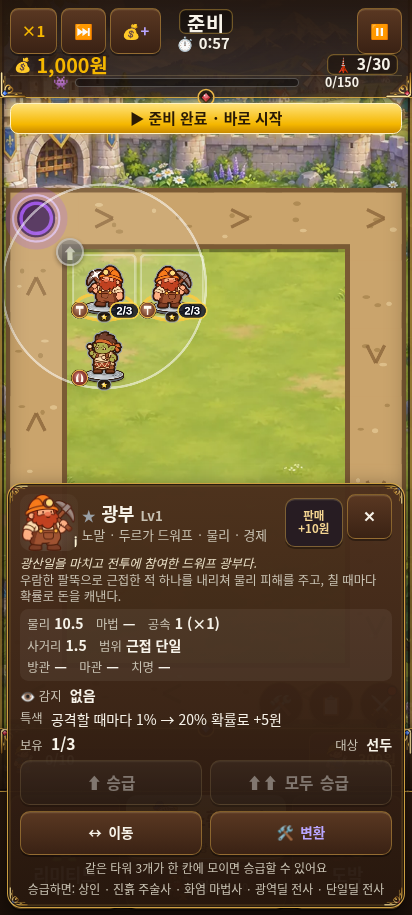 ×1
+
준비
0:57
1,000원
3/30
0/150
▶ 준비 완료 · 바로 시작
2/3
2/3
★ 광부 Lv1
노말 · 두르가 드워프 · 물리 · 경제
판매
+10원
×
광산일을 마치고 전투에 참여한 드워프 광부다.
우람한 팔뚝으로 근접한 적 하나를 내리쳐 물리 피해를 주고, 칠 때마다
확률로 돈을 캐낸다.
물리 10.5 마법 — 공속 1 (×1)
사거리 1.5 범위 근접 단일
방관 — 마관 — 치명 —
감지 없음
특색 공격할 때마다 1% → 20% 확률로 +5원
보유 1/3
대상 선두
⬆ 승급
⬆⬆ 모두 승급
↔ 이동
변환
같은 타워 3개가 한 칸에 모이면 승급할 수 있어요
승급하면: 상인 · 진흙 주술사 · 화염 마법사 · 광역딜 전사 · 단일딜 전사